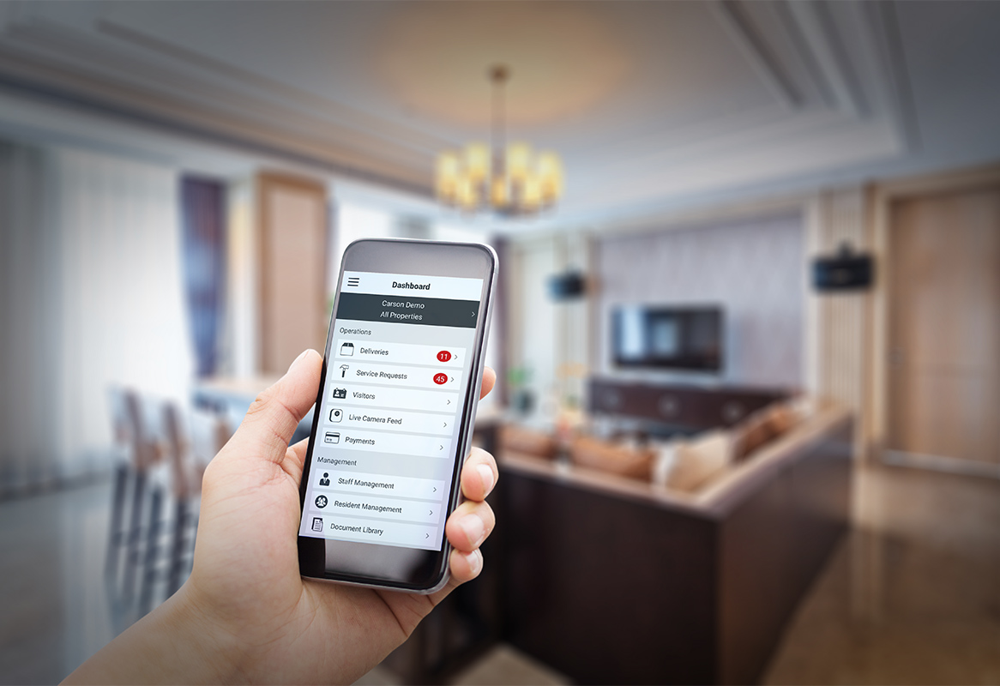 Dashboard
Carson Demo
All Properties
Operations
Deliveries 11
Service Requests 45
Visitors
Live Camera Feed
Payments
Management
Staff Management
Resident Management
Document Library